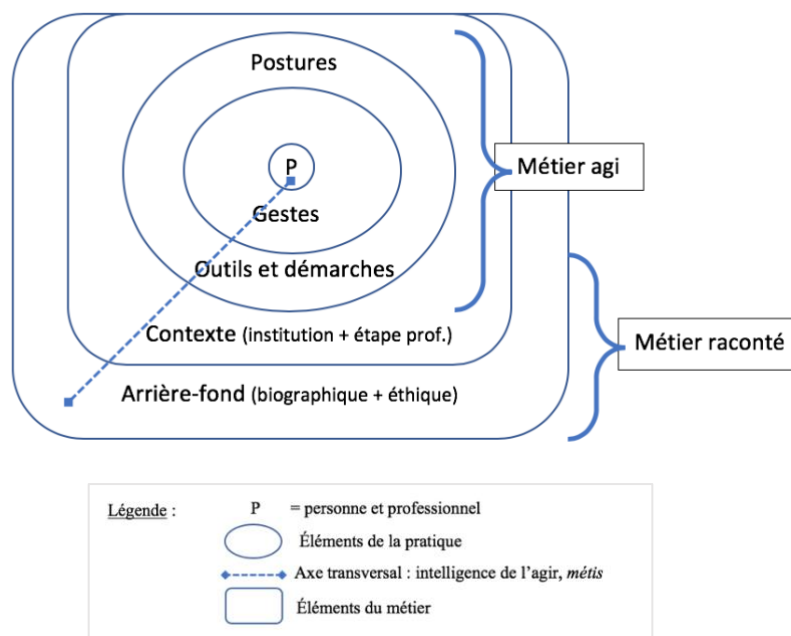 Postures
P
Métier agi
Gestes
Outils et démarches
Contexte (institution + étape prof.)
Métier raconté
Arrière-fond (biographique + éthique)
Légende :
P = personne et professionnel
Éléments de la pratique
Axe transversal : intelligence de l'agir, métis
Éléments du métier